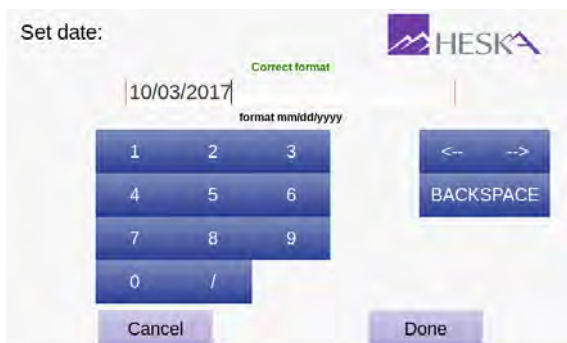 Set date:
HESKA
Correct format
10/03/2017
format mm/dd/yyyy
1 2 3
<-- -->
4 5 6
BACKSPACE
7 8 9
0 /
Cancel
Done